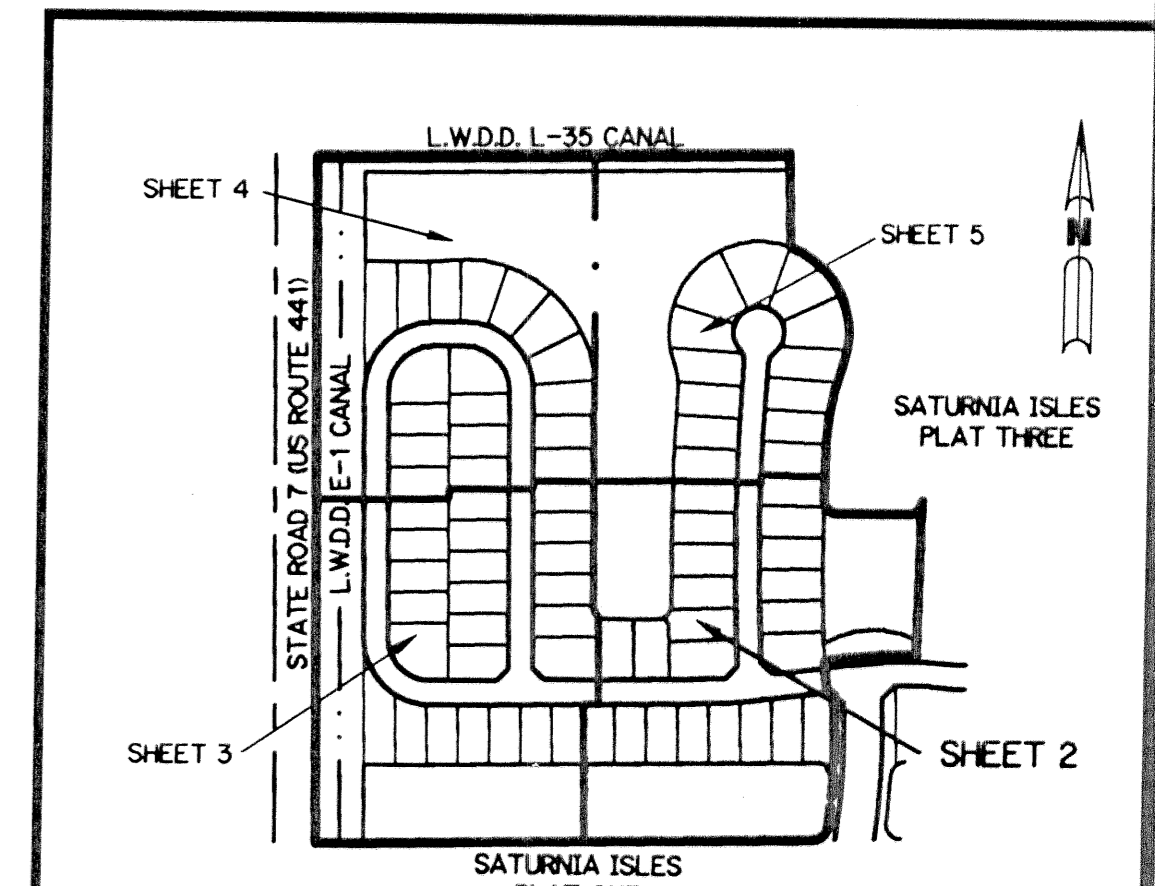 L.W.D.D. L-35 CANAL
SHEET 4
SHEET 5
N
STATE ROAD 7 (US ROUTE 441)
L.W.D.D. E-1 CANAL
SATURNIA ISLES
PLAT THREE
SHEET 3
SHEET 2
SATURNIA ISLES